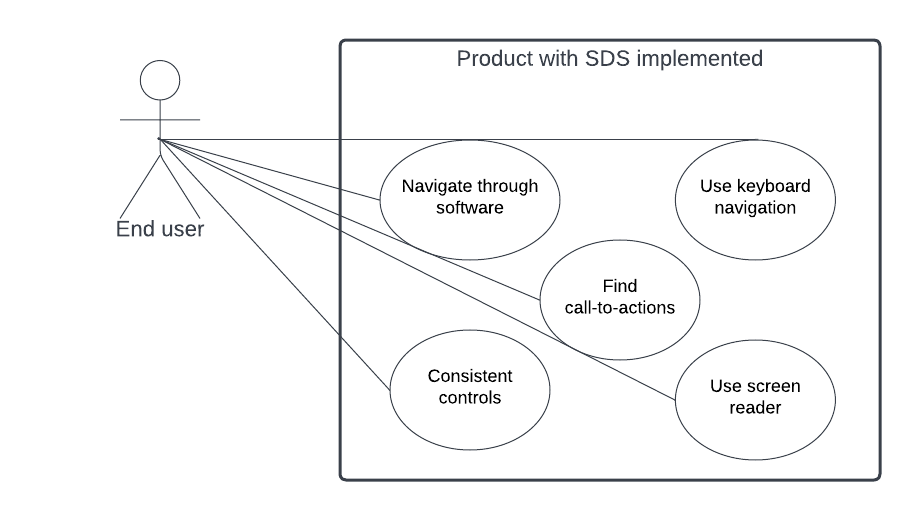 Product with SDS implemented
Navigate through
software
Use keyboard
navigation
End user
Find
call-to-actions
Consistent
controls
Use screen
reader